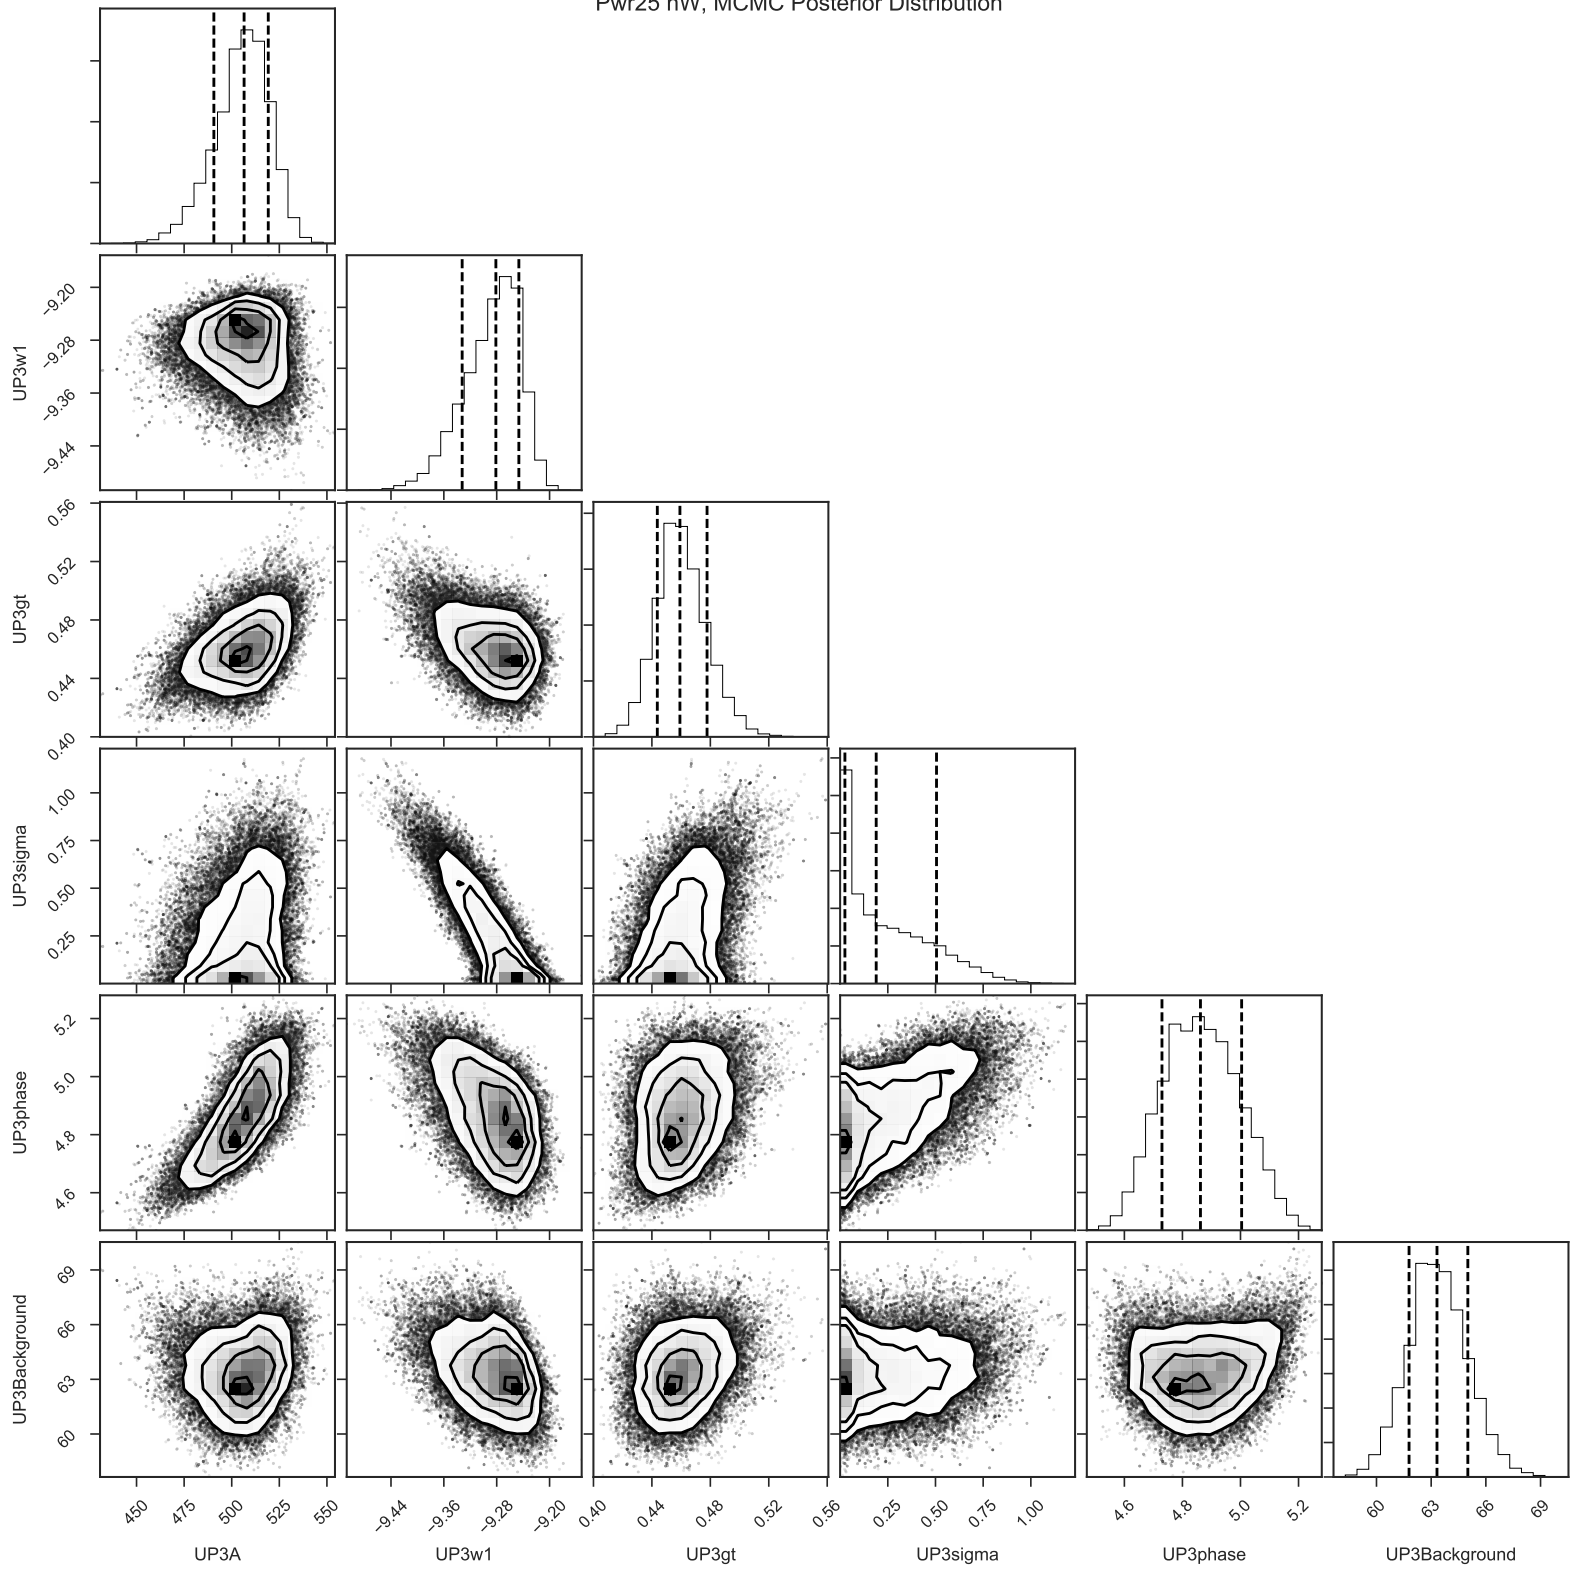 Pwr25 nW, MCMC Posterior Distribution
UP3w1
−9.20
−9.28
−9.36
−9.44
UP3gt
0.56
0.52
0.48
0.44
0.40
UP3sigma
1.00
0.75
0.50
0.25
UP3phase
5.2
5.0
4.8
4.6
UP3Background
69
66
63
60
450 475 500 525 550
−9.44 −9.36 −9.28 −9.20
0.40 0.44 0.48 0.52 0.56
0.25 0.50 0.75 1.00
4.6 4.8 5.0 5.2
60 63 66 69
UP3A UP3w1 UP3gt UP3sigma UP3phase UP3Background